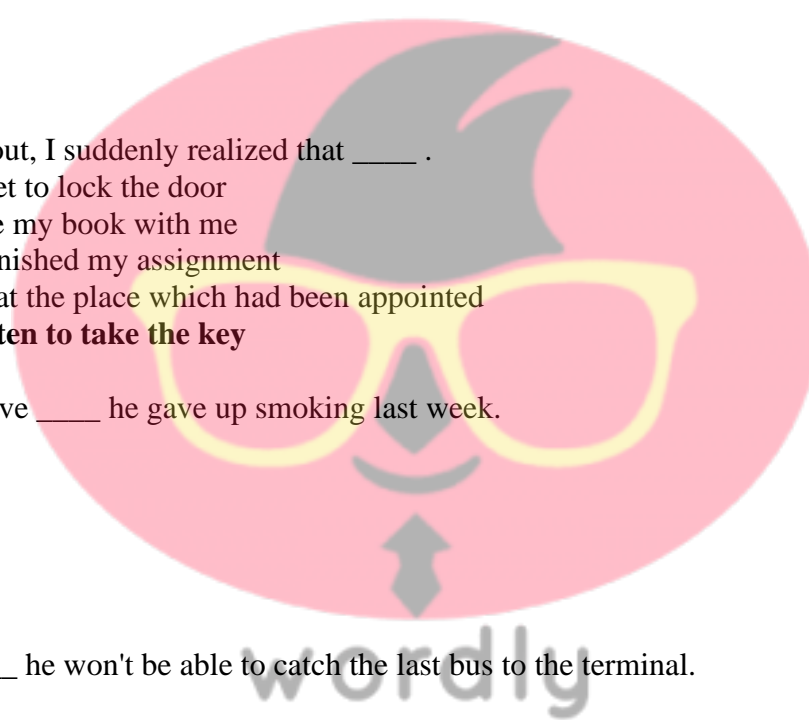 out, I suddenly realized that ____ .
et to lock the door
e my book with me
nished my assignment
at the place which had been appointed
ten to take the key
ve ____ he gave up smoking last week.
_ he won't be able to catch the last bus to the terminal.
wordly